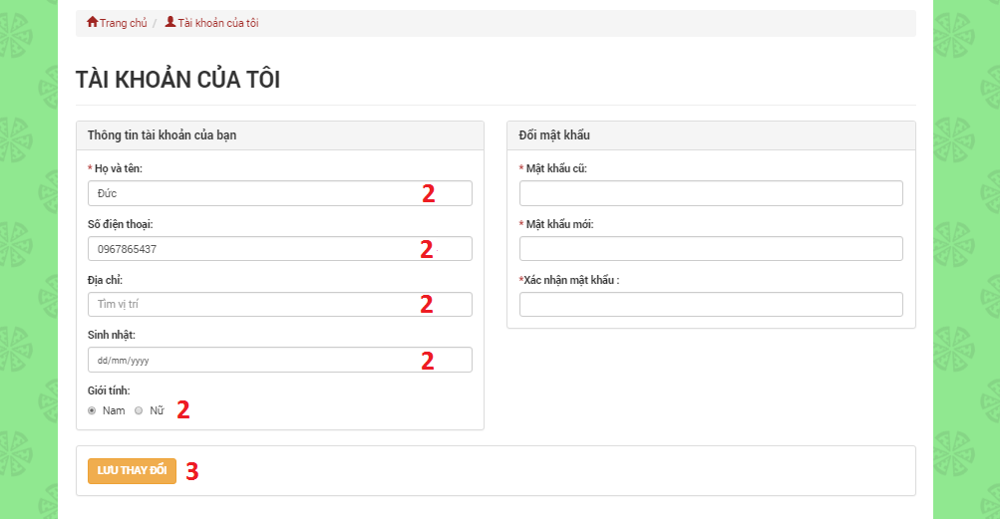 Trang chủ / Tài khoản của tôi
TÀI KHOẢN CỦA TÔI
Thông tin tài khoản của bạn
* Họ và tên:
Đức 2
Số điện thoại:
0967865437 2
Địa chỉ:
Tìm vị trí 2
Sinh nhật:
dd/mm/yyyy 2
Giới tính:
Nam Nữ 2
Đổi mật khẩu
* Mật khẩu cũ:
* Mật khẩu mới:
*Xác nhận mật khẩu :
LƯU THAY ĐỔI 3